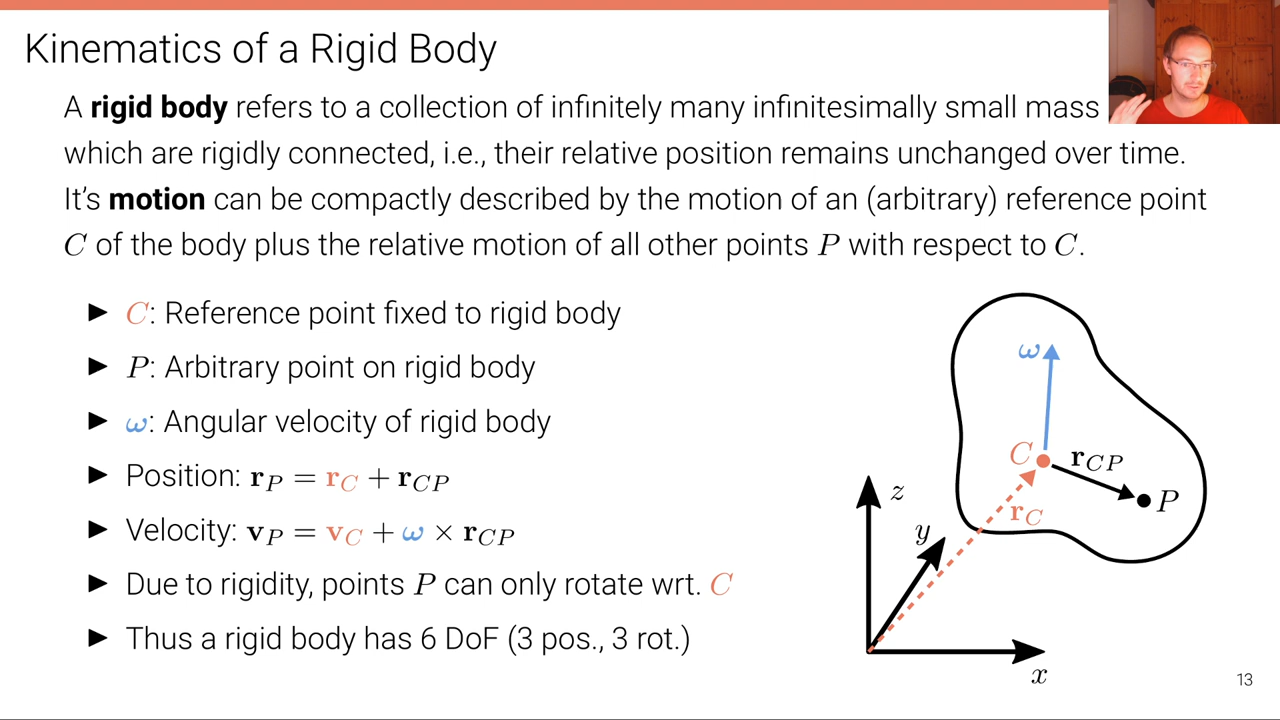 Kinematics of a Rigid Body
A rigid body refers to a collection of infinitely many infinitesimally small mass
which are rigidly connected, i.e., their relative position remains unchanged over time.
It's motion can be compactly described by the motion of an (arbitrary) reference point
C of the body plus the relative motion of all other points P with respect to C.
► C: Reference point fixed to rigid body
► P: Arbitrary point on rigid body
► ω: Angular velocity of rigid body
► Position: r_P = r_C + r_CP
► Velocity: v_P = v_C + ω × r_CP
► Due to rigidity, points P can only rotate wrt. C
► Thus a rigid body has 6 DoF (3 pos., 3 rot.)
ω
C
r_CP
P
r_C
z
y
x
13